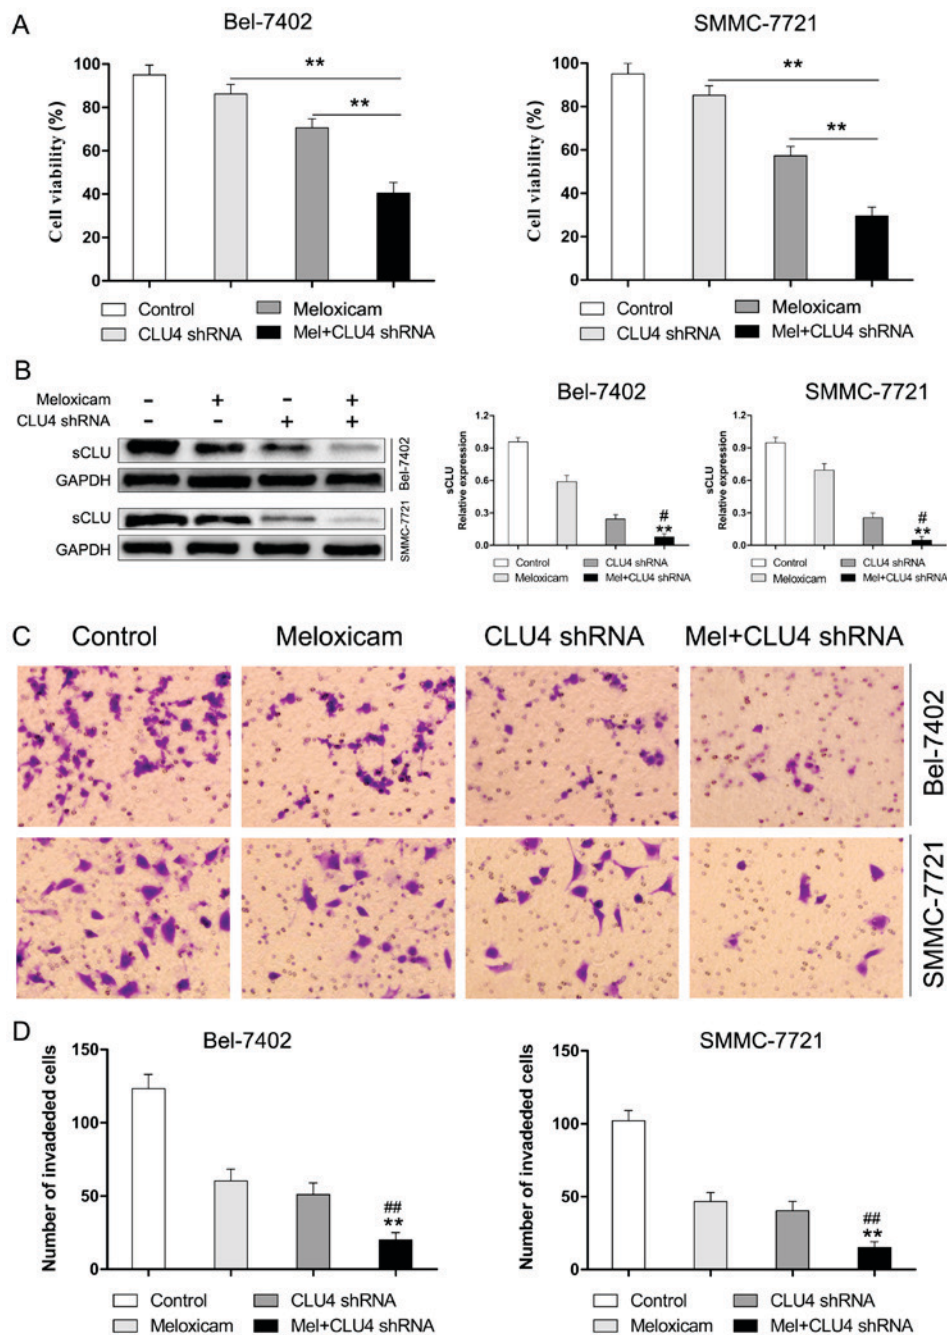 A
Bel-7402
SMMC-7721
Cell viability (%)
100
80
60
40
20
0
**
**
Control
Meloxicam
CLU4 shRNA
Mel+CLU4 shRNA
Cell viability (%)
100
80
60
40
20
0
**
**
Control
Meloxicam
CLU4 shRNA
Mel+CLU4 shRNA
B
Meloxicam - + - +
CLU4 shRNA - - + +
sCLU
GAPDH
Bel-7402
sCLU
GAPDH
SMMC-7721
Bel-7402
sCLU
Relative expression
1.2
0.9
0.6
0.3
0.0
#
**
Control
CLU4 shRNA
Meloxicam
Mel+CLU4 shRNA
SMMC-7721
sCLU
Relative expression
1.2
0.9
0.6
0.3
0.0
#
**
Control
CLU4 shRNA
Meloxicam
Mel+CLU4 shRNA
C
Control
Meloxicam
CLU4 shRNA
Mel+CLU4 shRNA
Bel-7402
SMMC-7721
D
Bel-7402
Number of invadeded cells
150
100
50
0
##
**
Control
CLU4 shRNA
Meloxicam
Mel+CLU4 shRNA
SMMC-7721
Number of invadeded cells
150
100
50
0
##
**
Control
CLU4 shRNA
Meloxicam
Mel+CLU4 shRNA